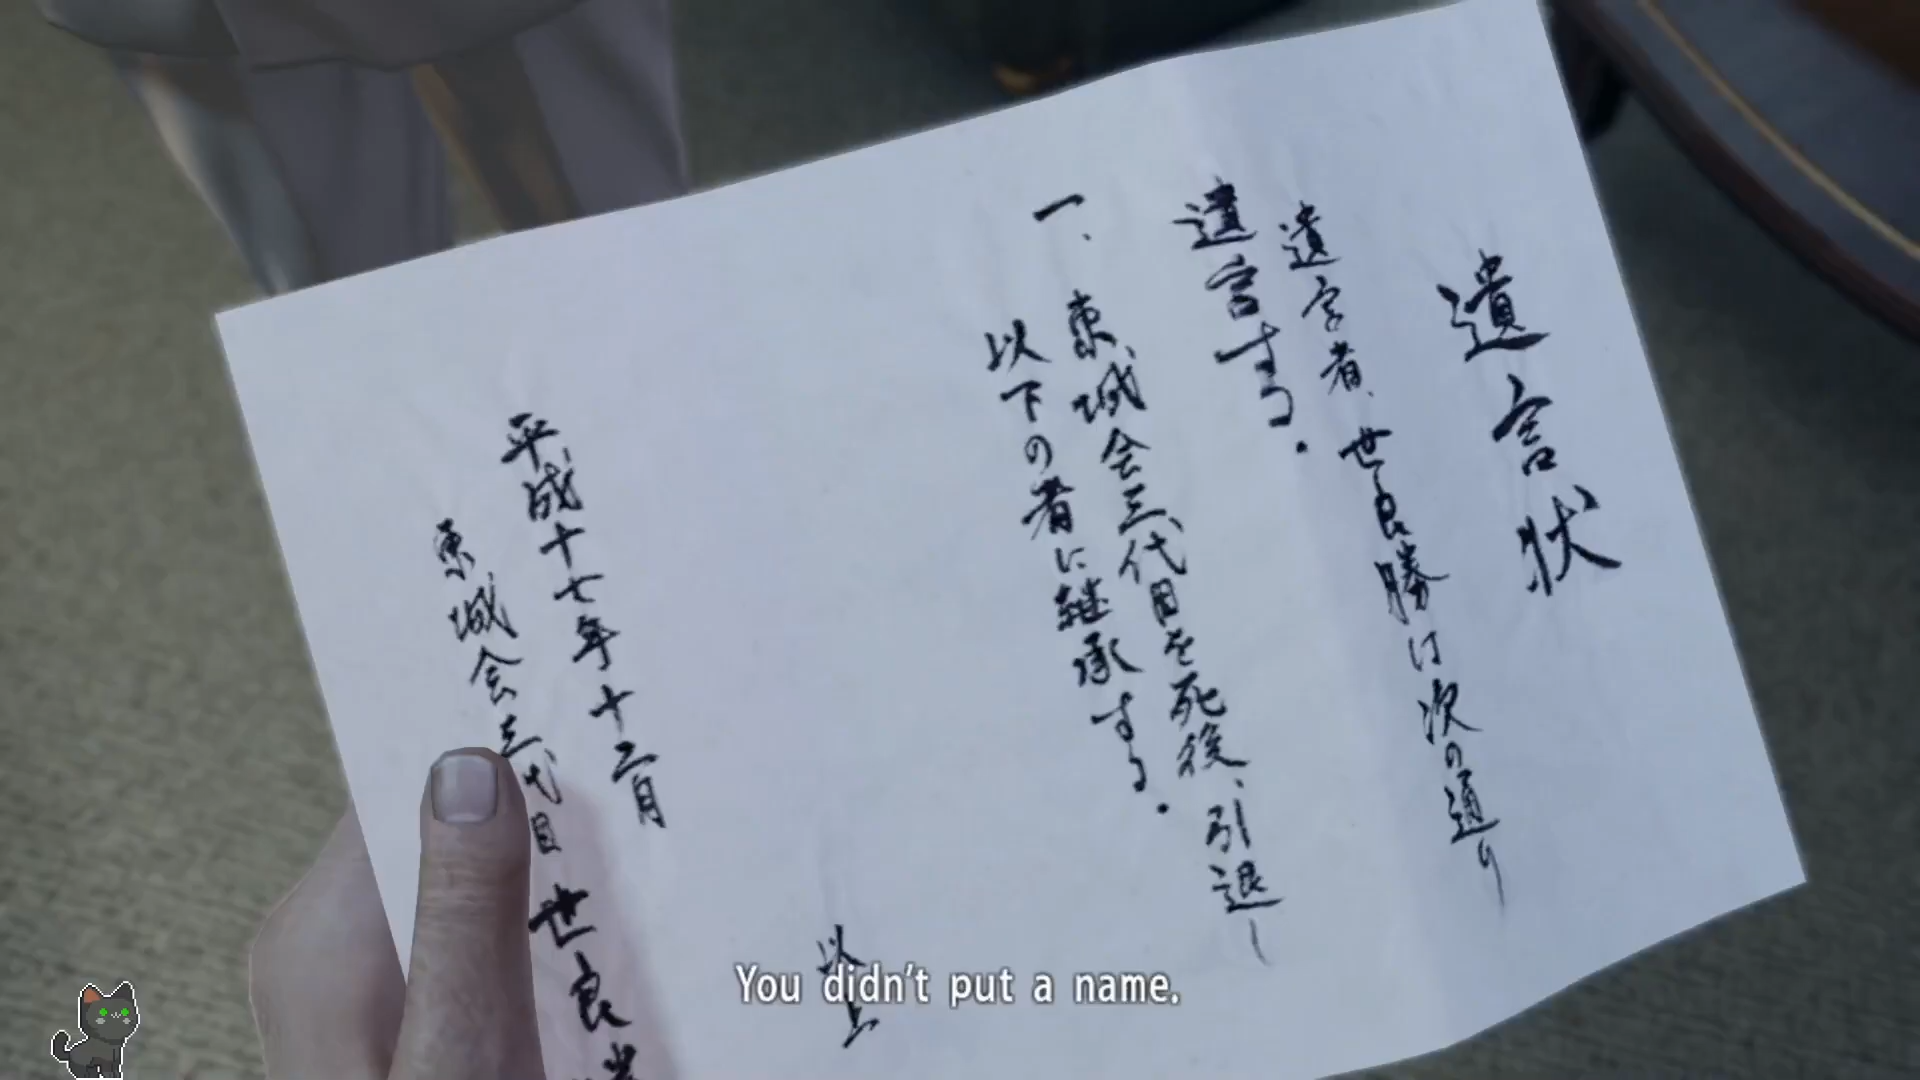 遺言状
遺言者、世良勝は次の通り
遺言する。
一、東城会三代目を死後、引退し
以下の者に継承する。
以上
平成十七年十二月
東城会三代目 世良勝
You didn't put a name.